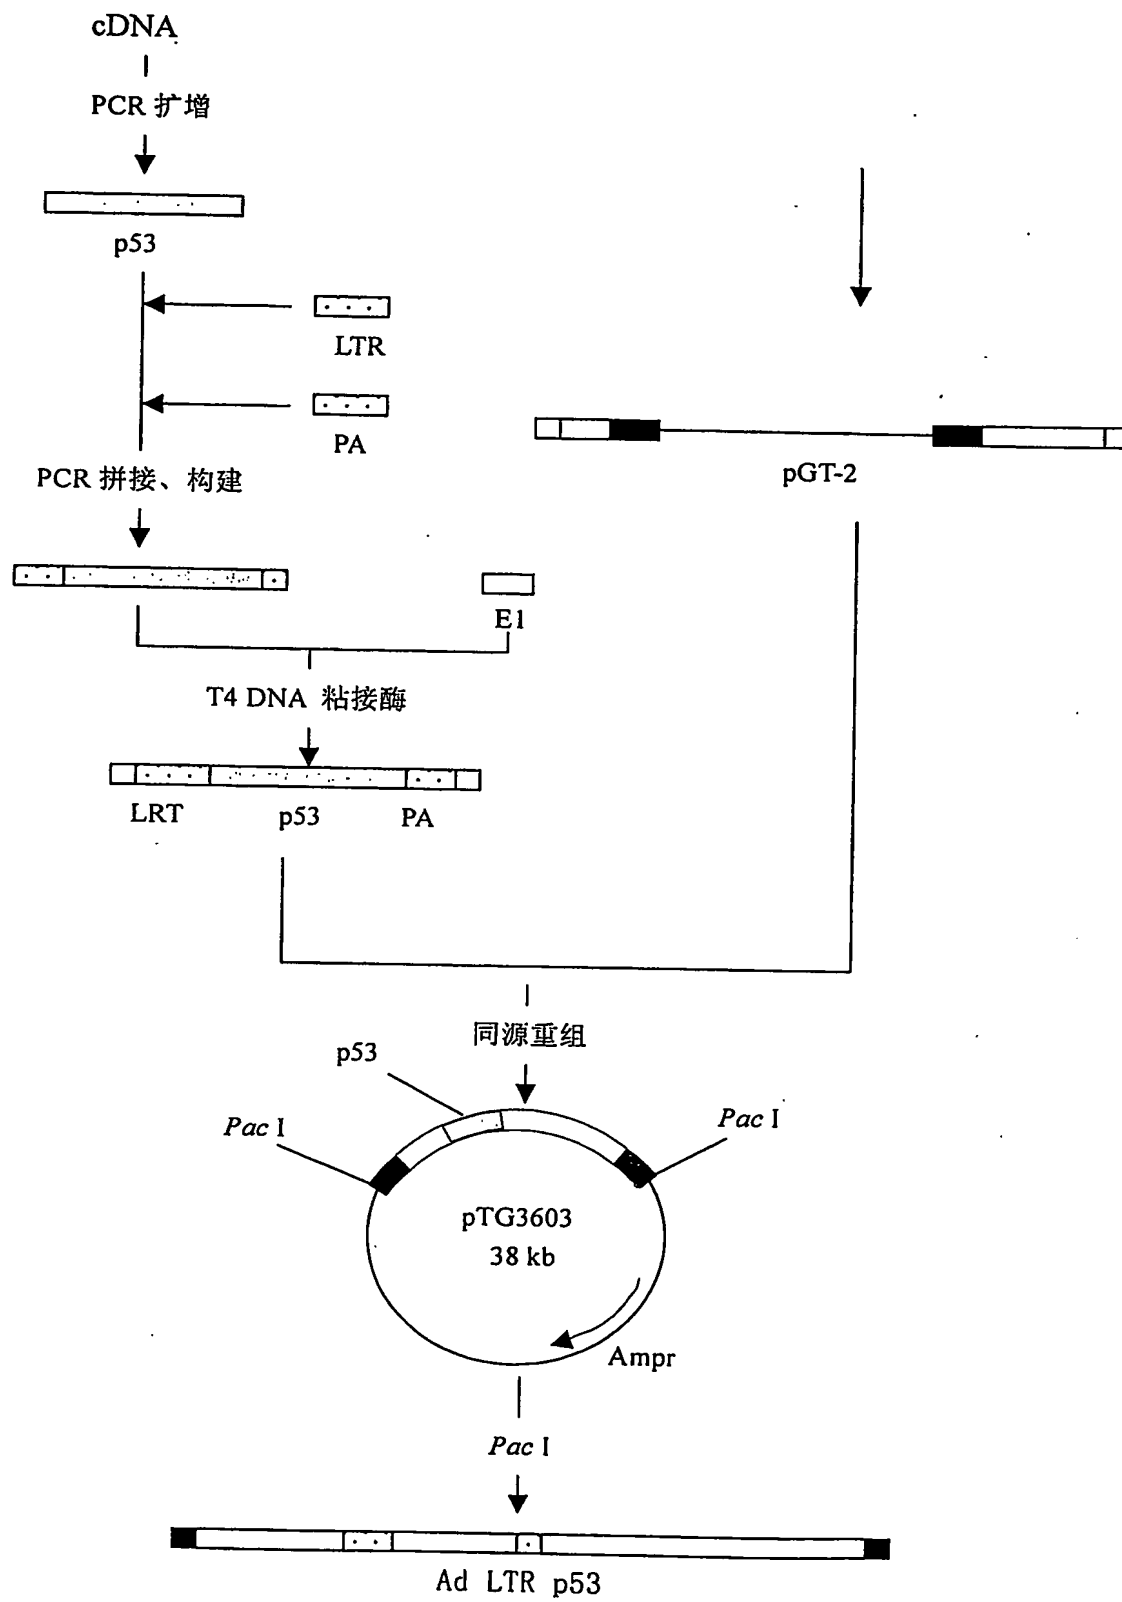 cDNA
PCR 扩增
p53
LTR
PA
pGT-2
PCR 拼接、构建
E1
T4 DNA 粘接酶
LRT p53 PA
同源重组
p53
Pac I
Pac I
pTG3603
38 kb
Ampr
Pac I
Ad LTR p53